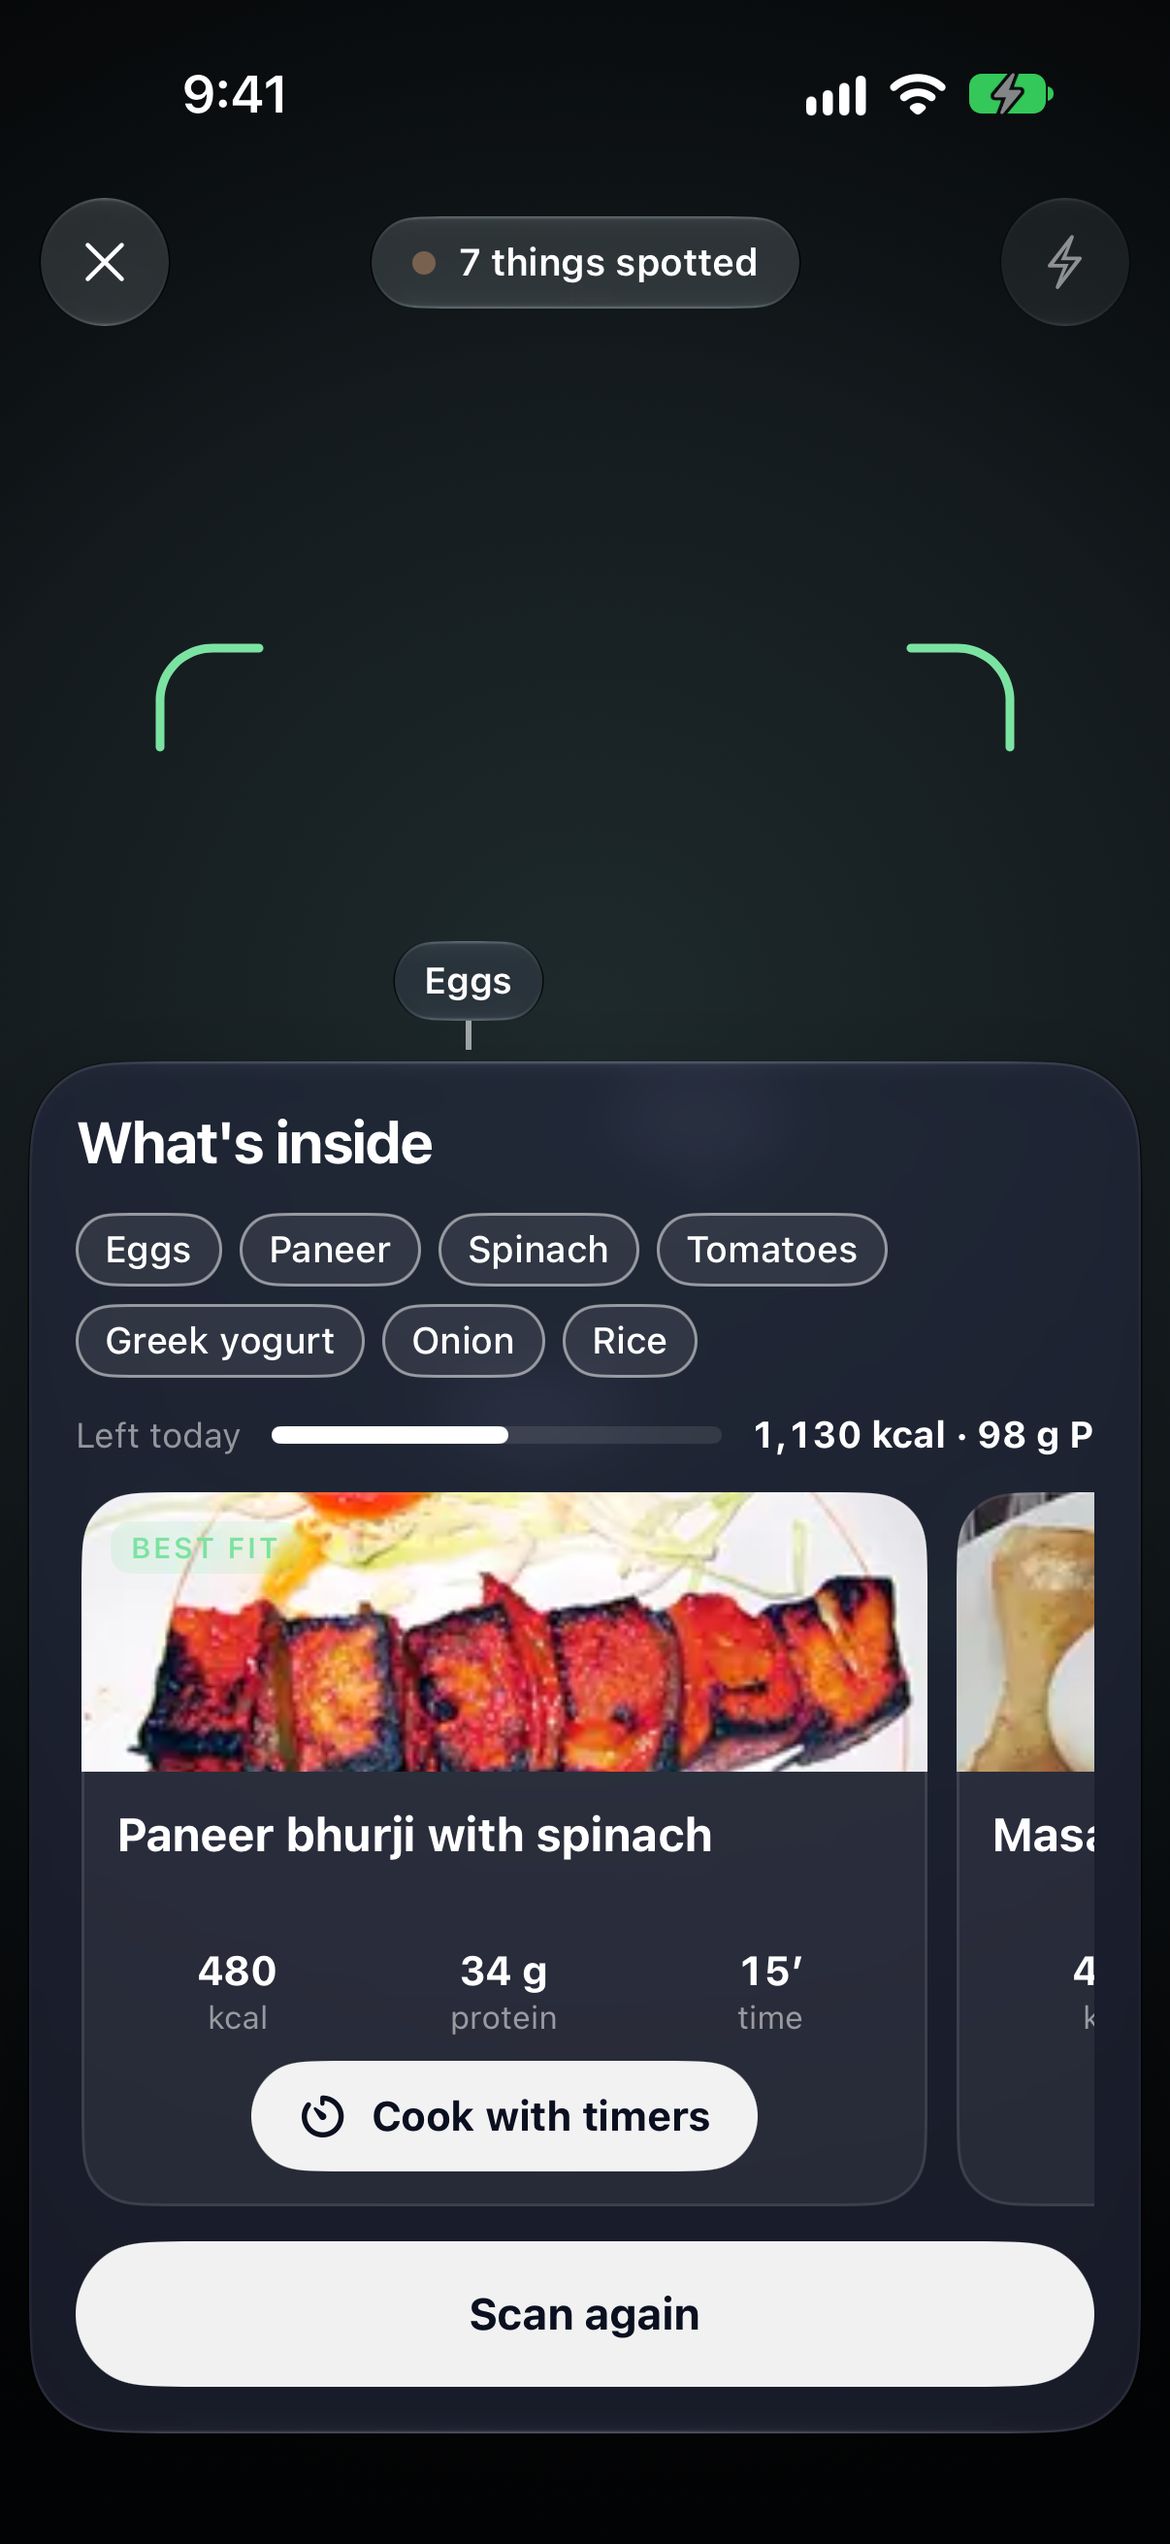 9:41
7 things spotted
Eggs
What's inside
Eggs
Paneer
Spinach
Tomatoes
Greek yogurt
Onion
Rice
Left today
1,130 kcal · 98 g P
BEST FIT
Paneer bhurji with spinach
480
kcal
34 g
protein
15′
time
Cook with timers
Scan again